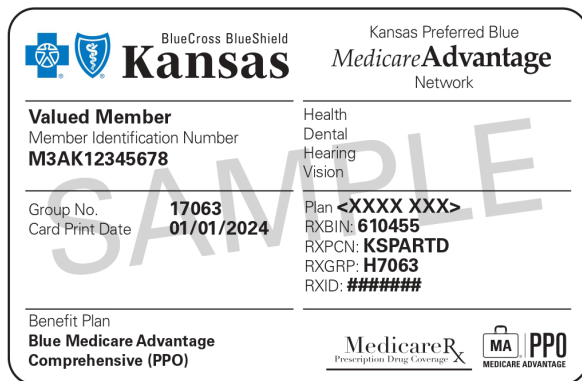 BlueCross BlueShield
Kansas
Kansas Preferred Blue
MedicareAdvantage
Network
Valued Member
Member Identification Number
M3AK12345678
Health
Dental
Hearing
Vision
SAMPLE
Group No. 17063
Card Print Date 01/01/2024
Plan <XXXX XXX>
RXBIN: 610455
RXPCN: KSPARTD
RXGRP: H7063
RXID: #######
Benefit Plan
Blue Medicare Advantage
Comprehensive (PPO)
MedicareRx
Prescription Drug Coverage
MA PPO
MEDICARE ADVANTAGE